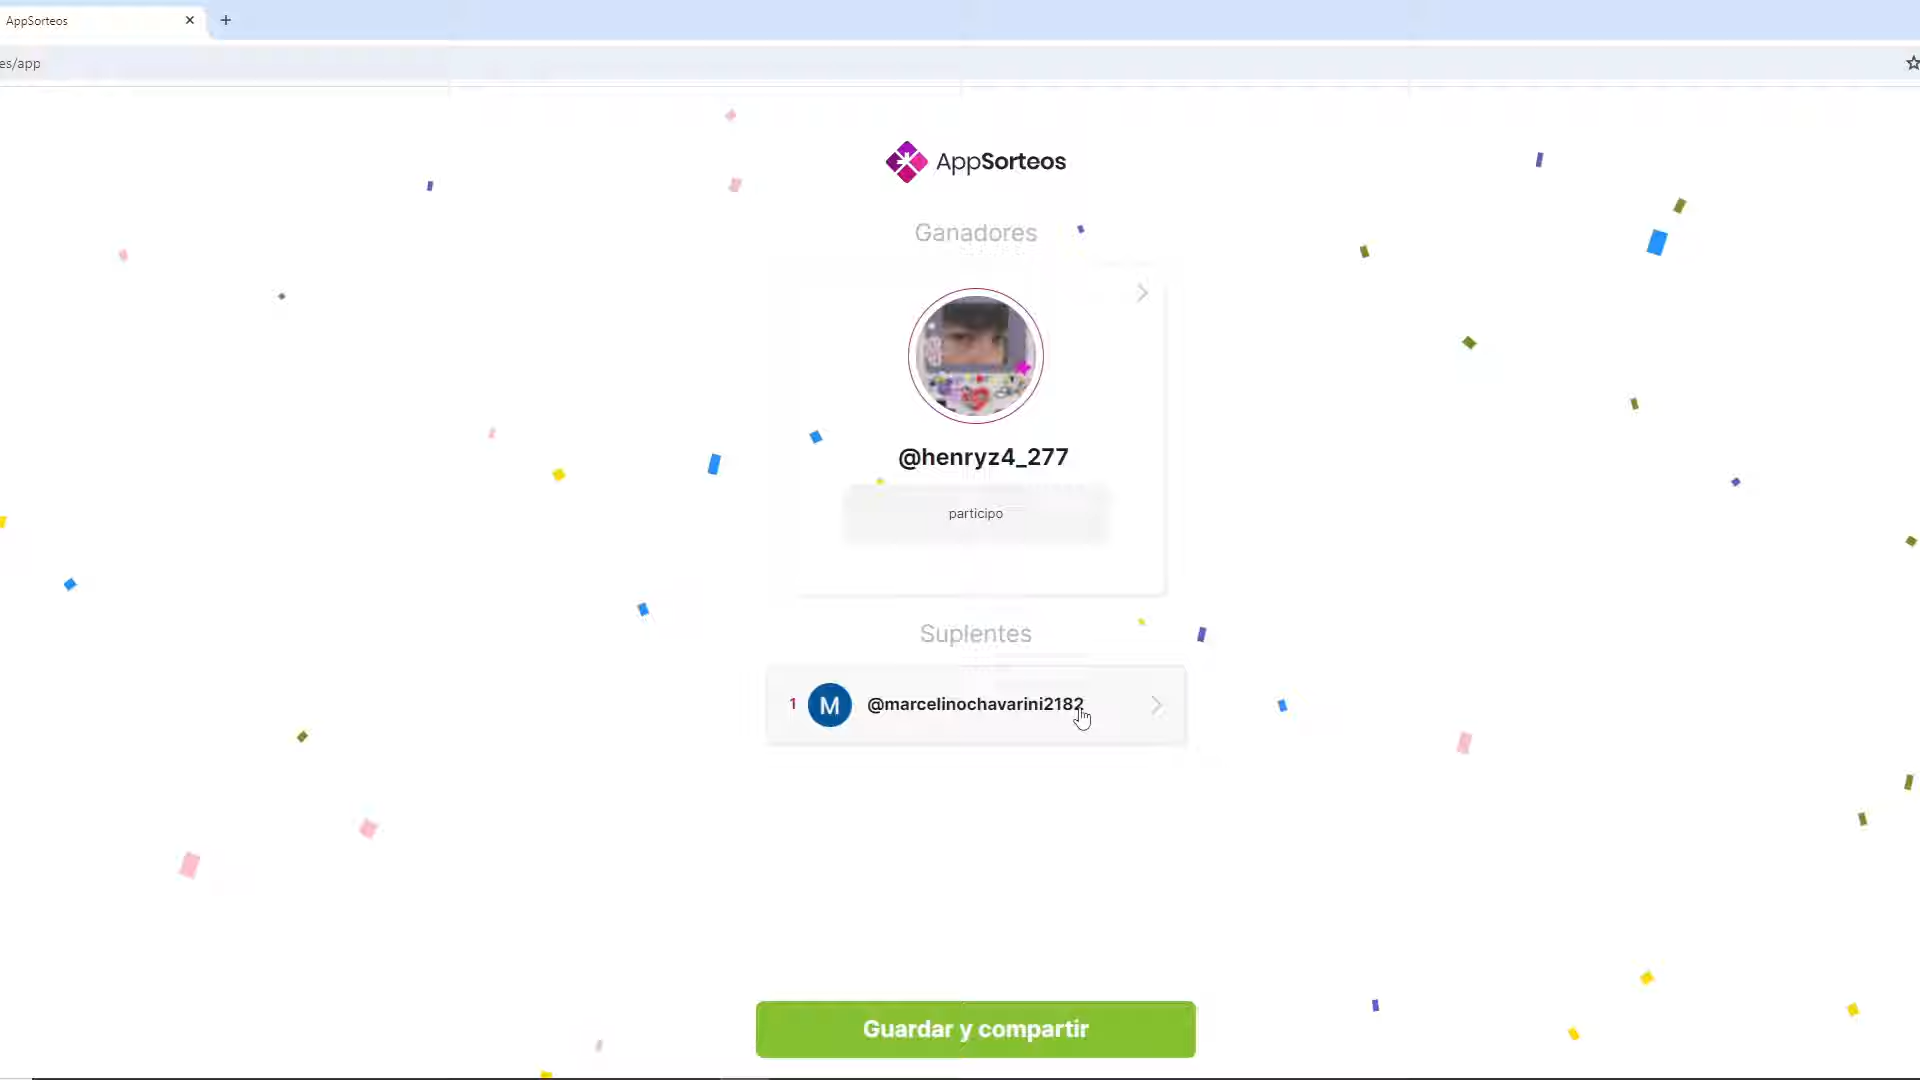 AppSorteos
es/app
AppSorteos
Ganadores
@henryz4_277
participo
Suplentes
1 M @marcelinochavarini2182
Guardar y compartir